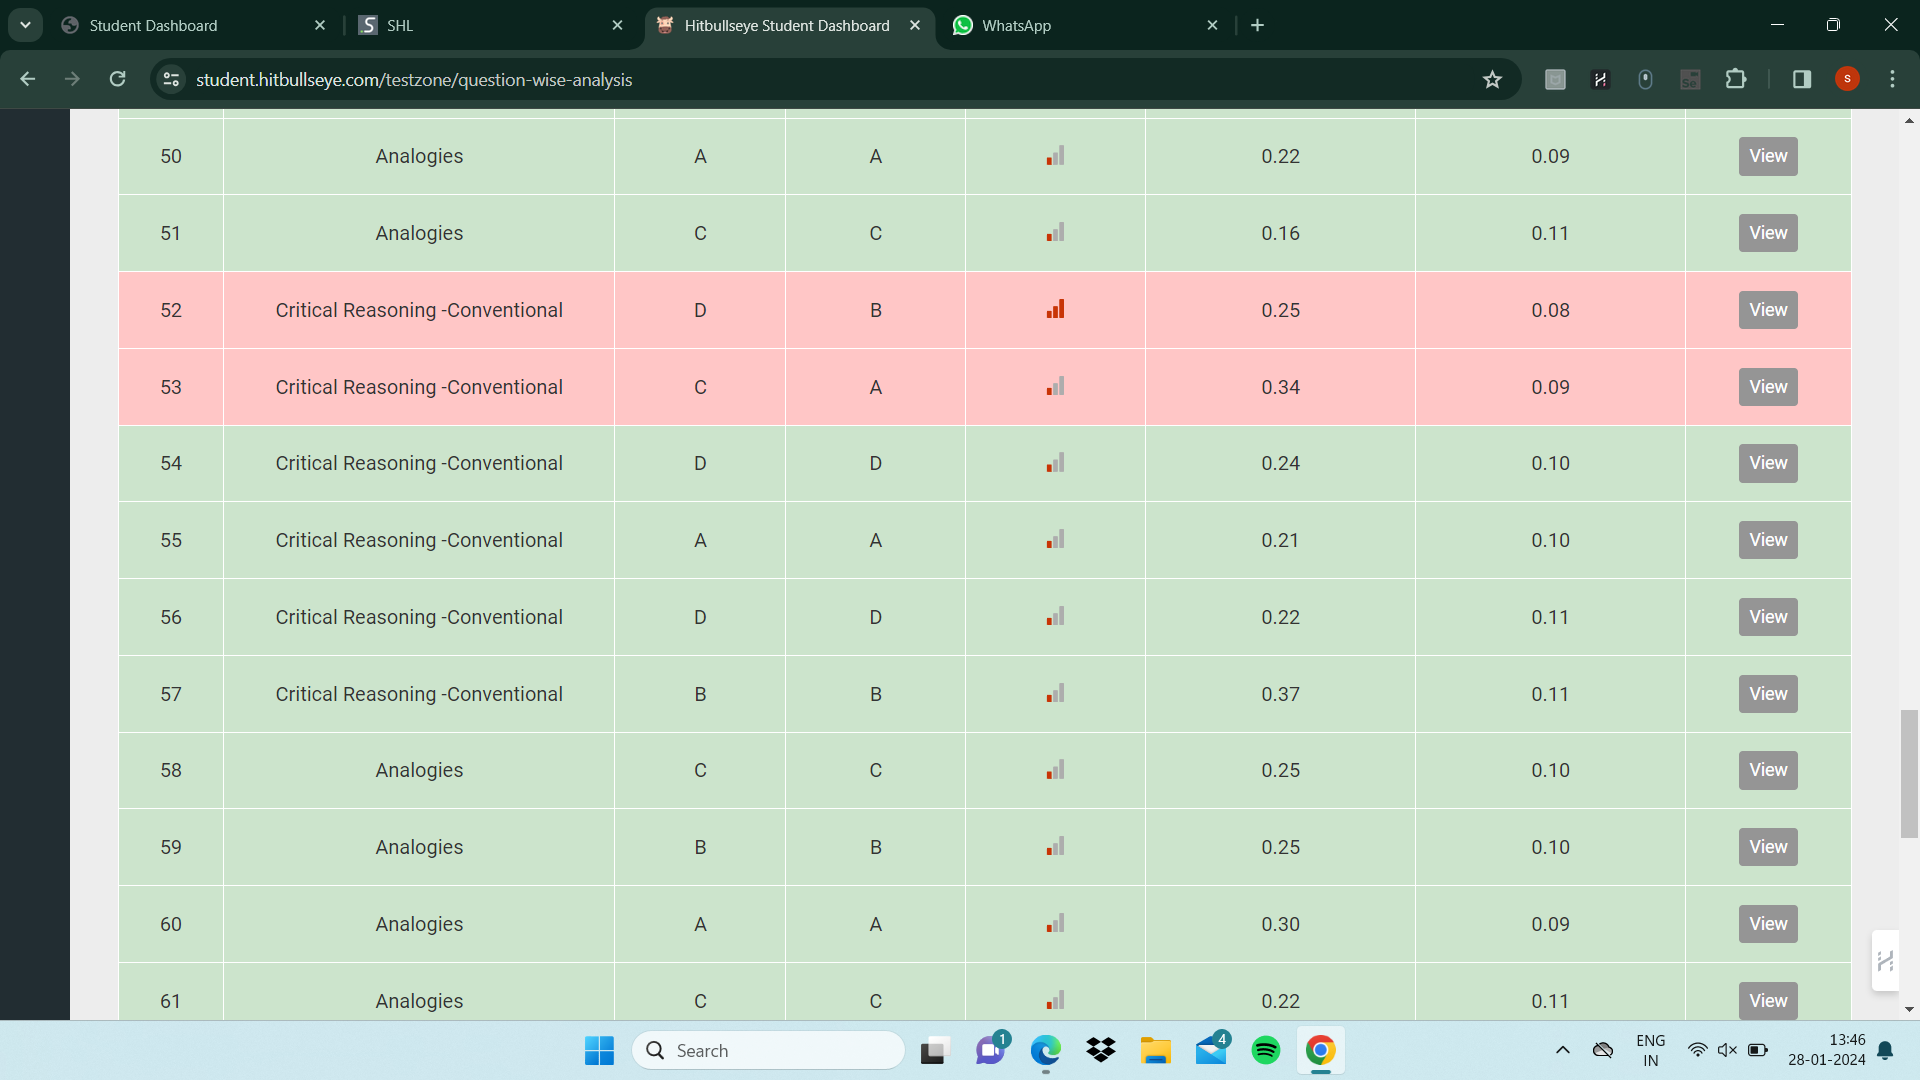 Student Dashboard
SHL
Hitbullseye Student Dashboard
WhatsApp
student.hitbullseye.com/testzone/question-wise-analysis
S
50 Analogies A A 0.22 0.09 View
51 Analogies C C 0.16 0.11 View
52 Critical Reasoning -Conventional D B 0.25 0.08 View
53 Critical Reasoning -Conventional C A 0.34 0.09 View
54 Critical Reasoning -Conventional D D 0.24 0.10 View
55 Critical Reasoning -Conventional A A 0.21 0.10 View
56 Critical Reasoning -Conventional D D 0.22 0.11 View
57 Critical Reasoning -Conventional B B 0.37 0.11 View
58 Analogies C C 0.25 0.10 View
59 Analogies B B 0.25 0.10 View
60 Analogies A A 0.30 0.09 View
61 Analogies C C 0.22 0.11 View
Search
1
4
ENG
IN
13:46
28-01-2024